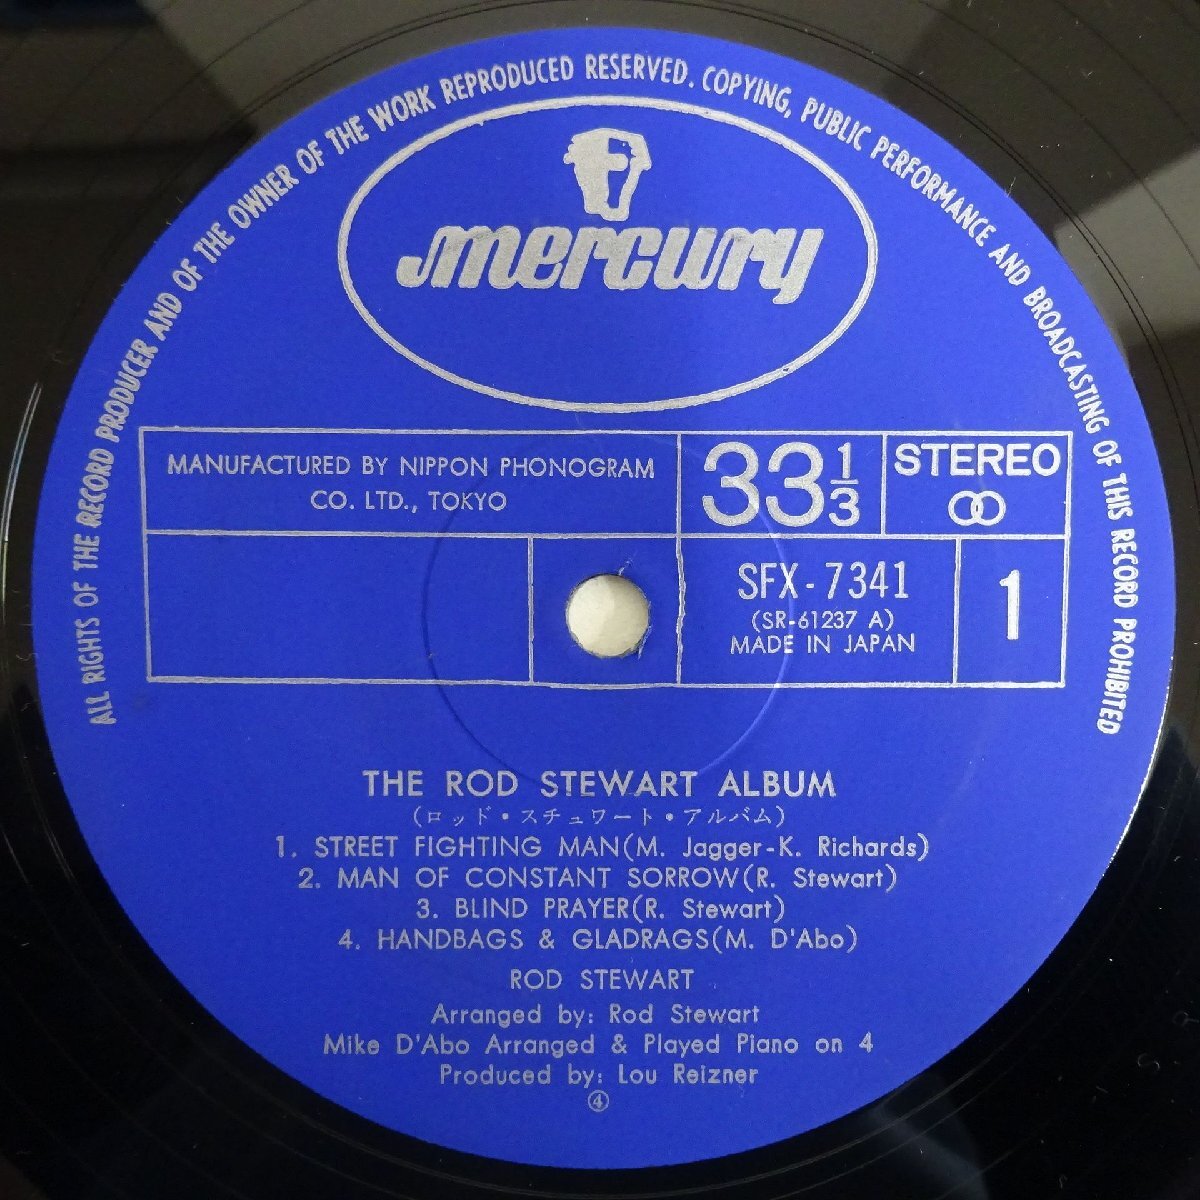 ALL RIGHTS OF THE RECORD PRODUCER AND OF THE OWNER OF THE WORK REPRODUCED RESERVED. COPYING, PUBLIC PERFORMANCE AND BROADCASTING OF THIS RECORD PROHIBITED
mercury
MANUFACTURED BY NIPPON PHONOGRAM
CO. LTD., TOKYO
33 1/3
STEREO
SFX-7341
(SR-61237 A)
MADE IN JAPAN
1
THE ROD STEWART ALBUM
(ロッド・スチュワート・アルバム)
1. STREET FIGHTING MAN(M. Jagger-K. Richards)
2. MAN OF CONSTANT SORROW(R. Stewart)
3. BLIND PRAYER(R. Stewart)
4. HANDBAGS & GLADRAGS(M. D'Abo)
ROD STEWART
Arranged by: Rod Stewart
Mike D'Abo Arranged & Played Piano on 4
Produced by: Lou Reizner
④